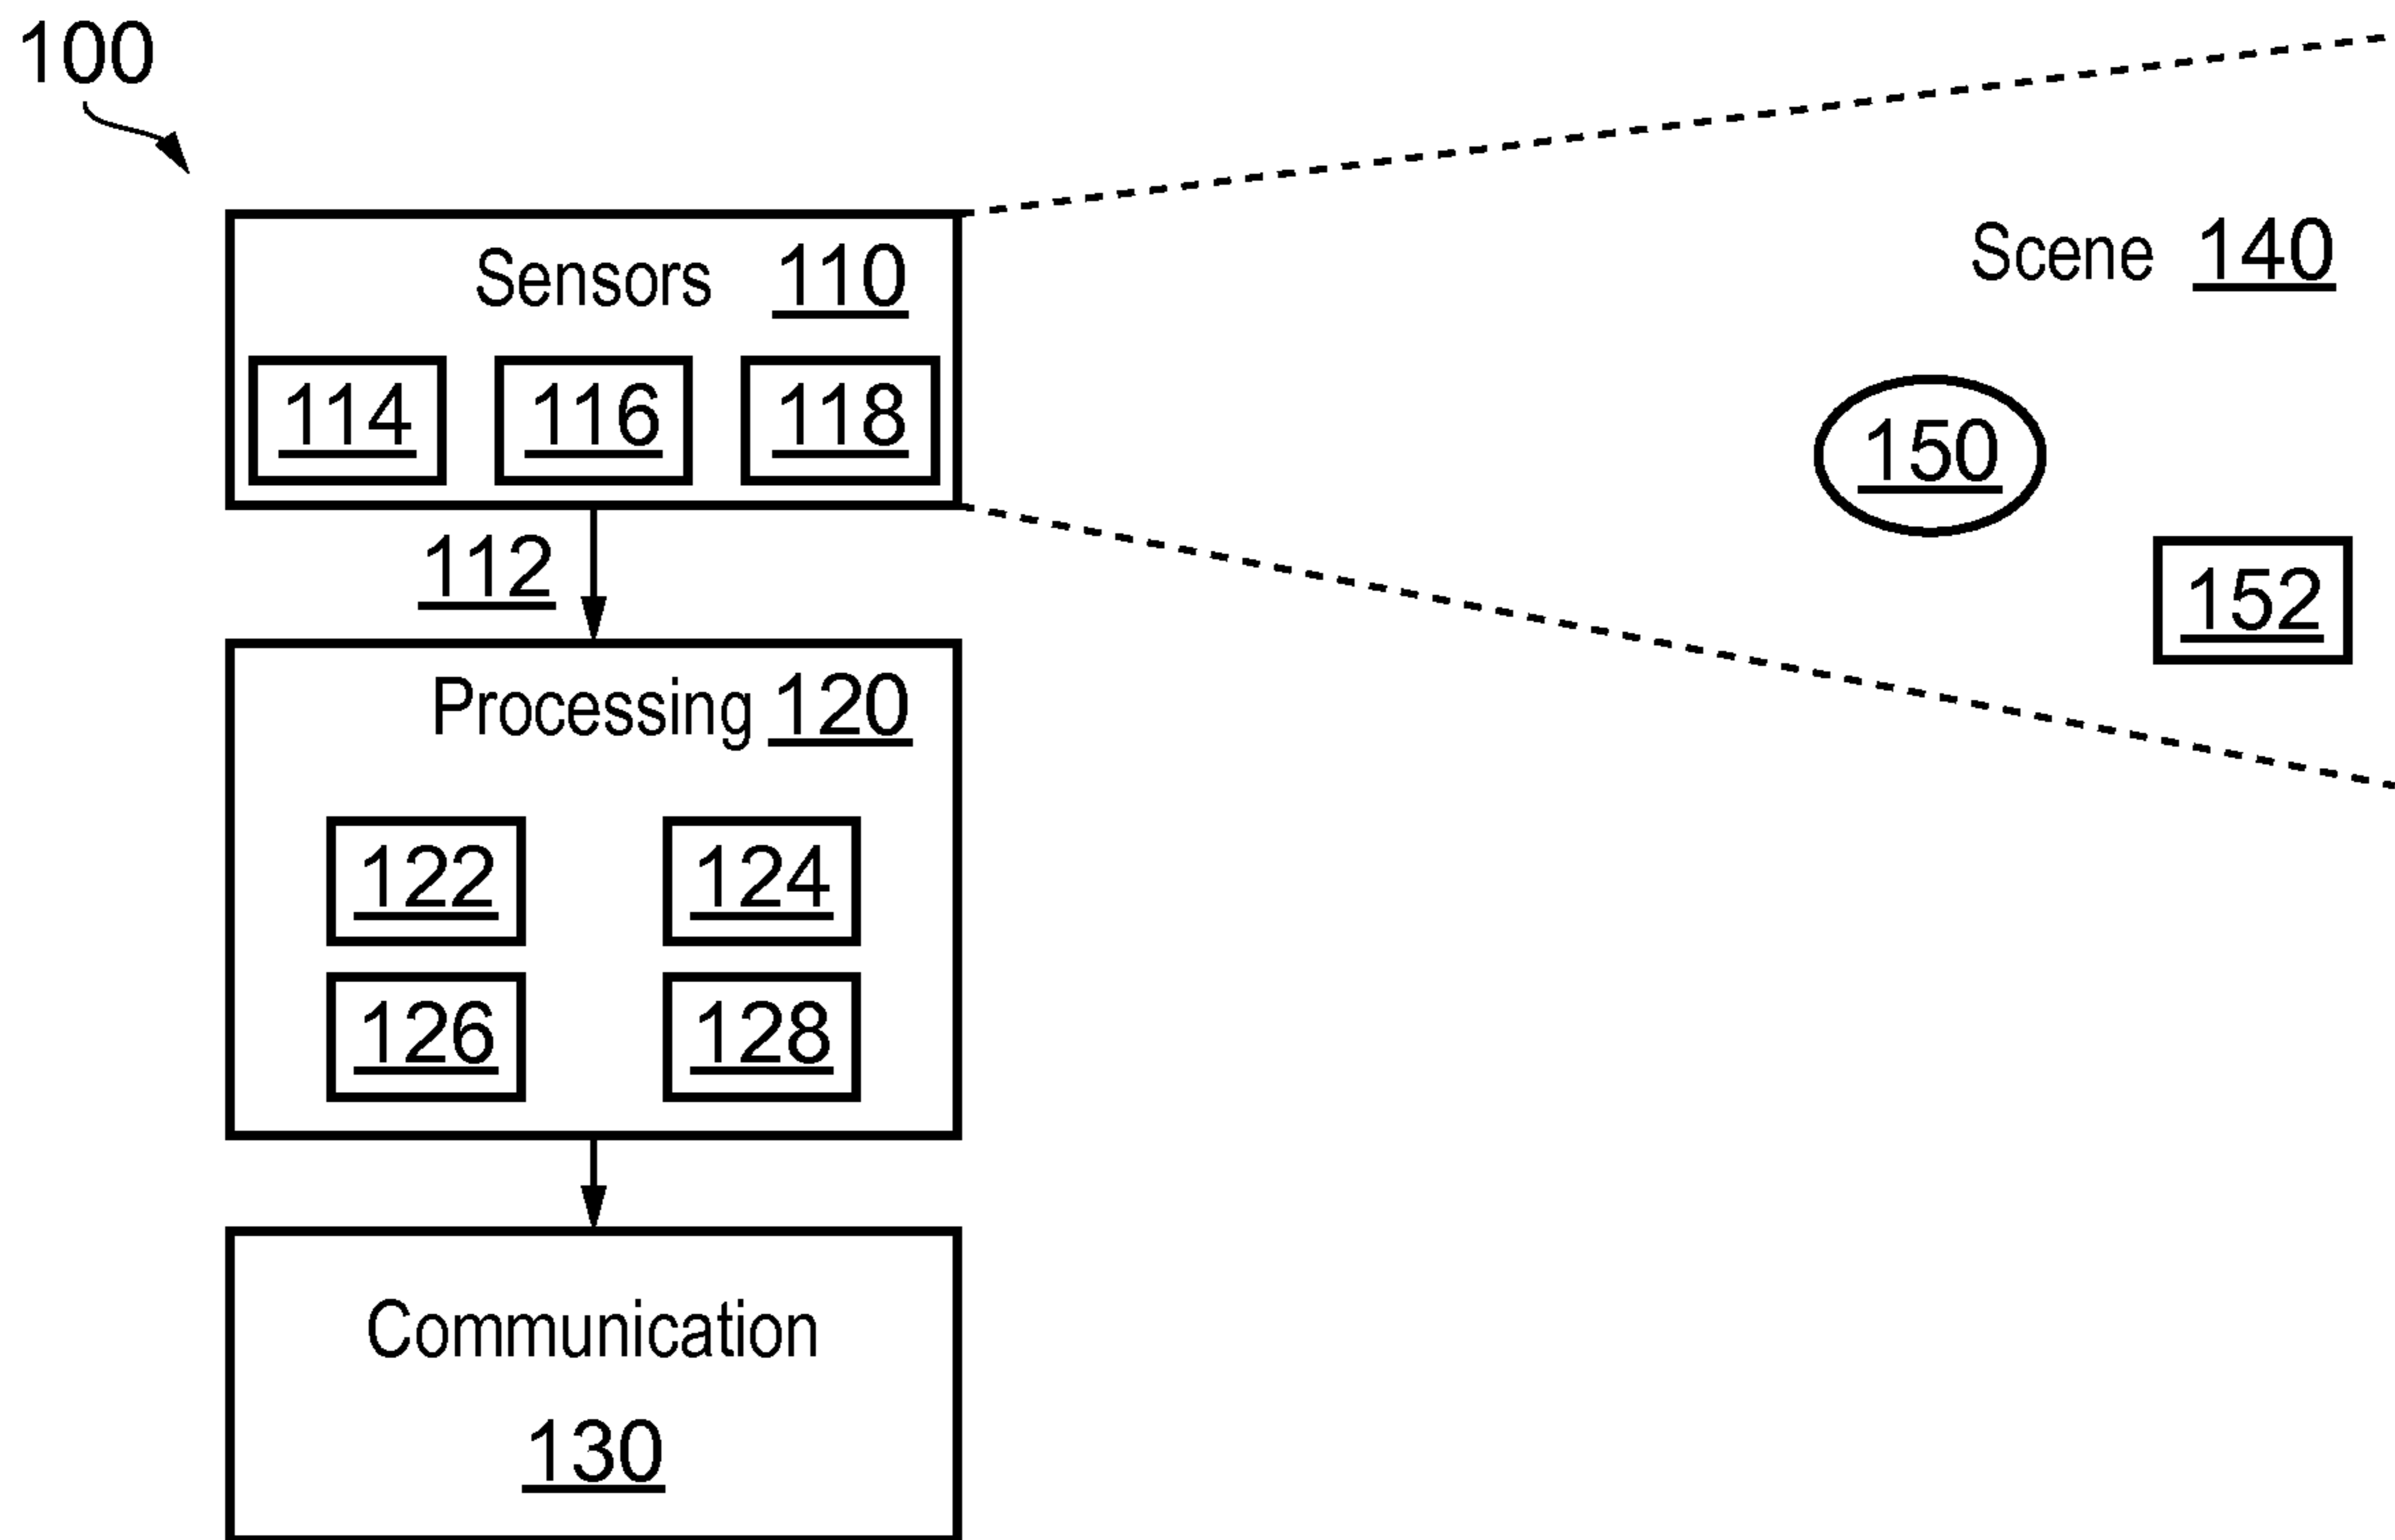 100
Sensors 110
114 116 118
112
Processing 120
122 124
126 128
Communication
130
Scene 140
150
152